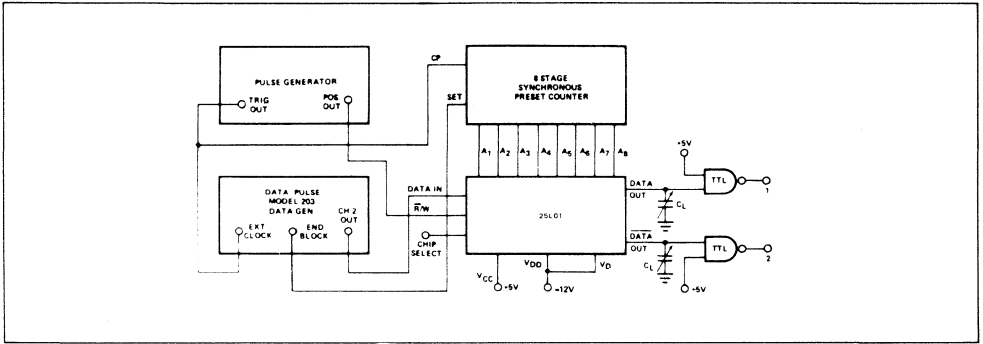 PULSE GENERATOR
TRIG
OUT
POS
OUT
CP
SET
8 STAGE
SYNCHRONOUS
PRESET COUNTER
A1 A2 A3 A4 A5 A6 A7 A8
DATA PULSE
MODEL 203
DATA GEN
EXT
CLOCK
END
BLOCK
CH 2
OUT
DATA IN
R̅/W
CHIP
SELECT
25L01
VCC
+5V
VDD
-12V
VD
DATA
OUT
CL
+5V
TTL
1
D̅A̅T̅A̅
OUT
CL
TTL
2
+5V